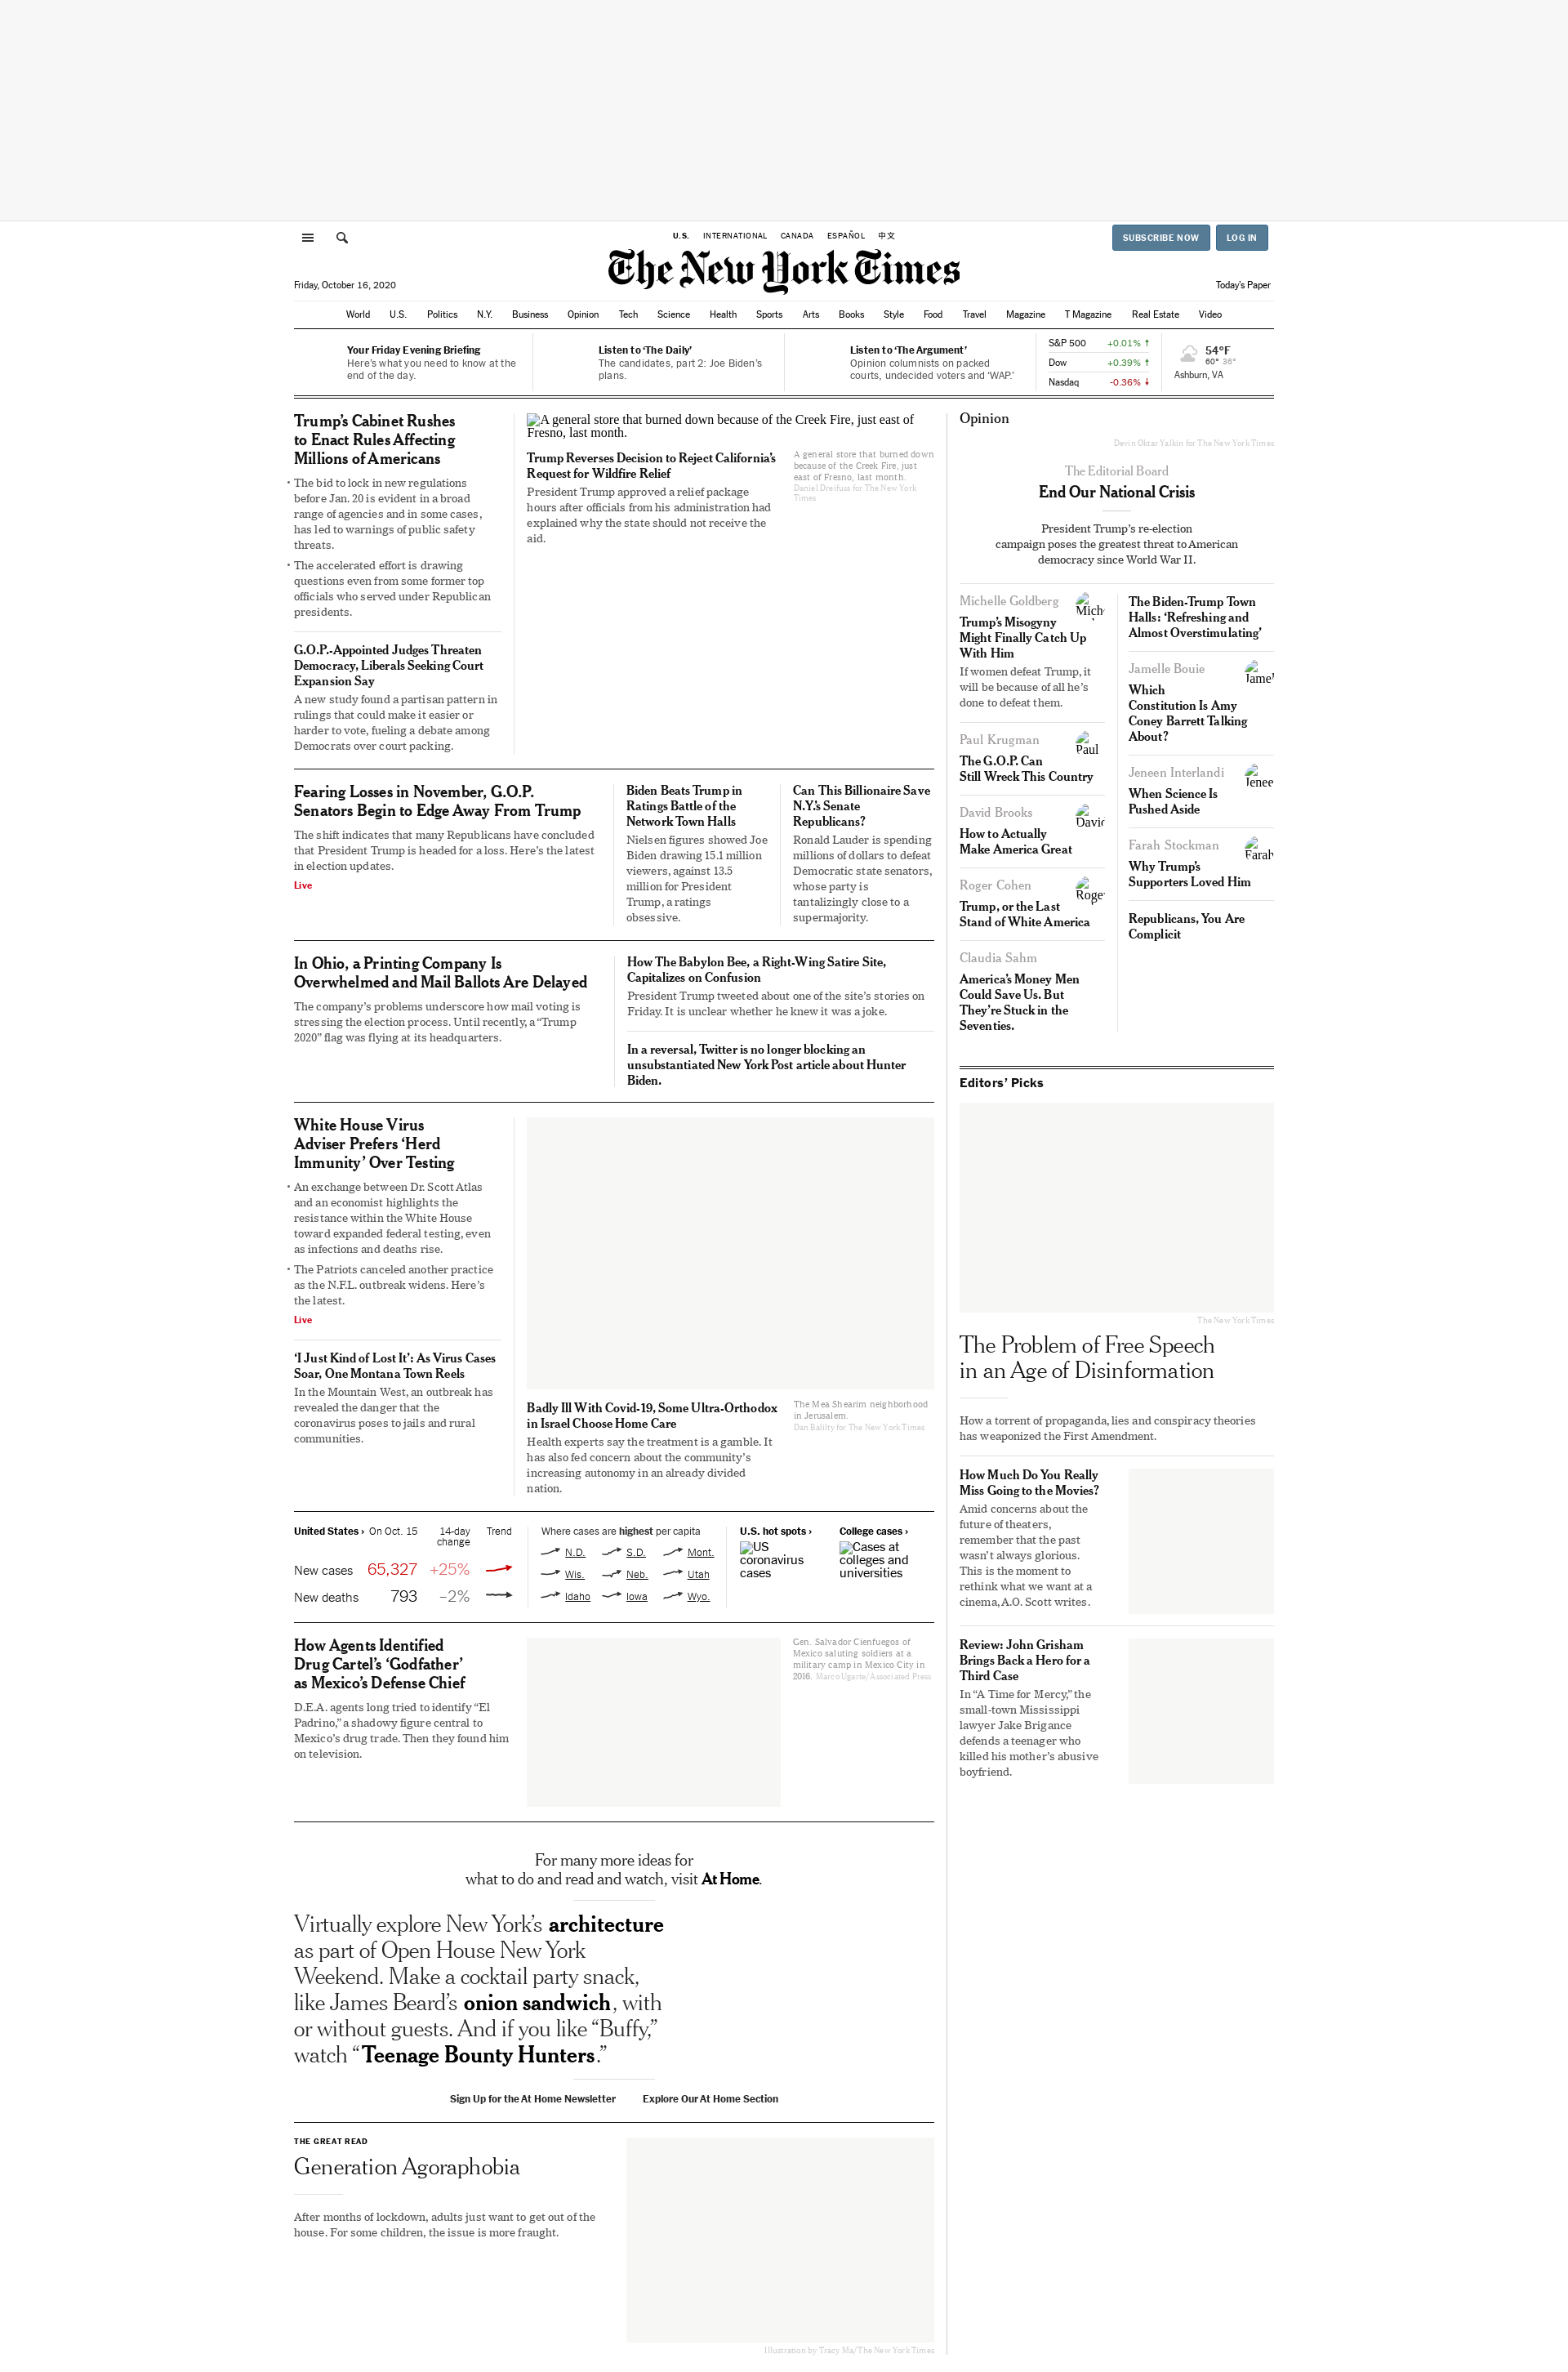 U.S. INTERNATIONAL CANADA ESPAÑOL 中文
SUBSCRIBE NOW LOG IN
The New York Times
Friday, October 16, 2020
Today's Paper
World U.S. Politics N.Y. Business Opinion Tech Science Health Sports Arts Books Style Food Travel Magazine T Magazine Real Estate Video
Your Friday Evening Briefing
Here's what you need to know at the
end of the day.
Listen to 'The Daily'
The candidates, part 2: Joe Biden's
plans.
Listen to 'The Argument'
Opinion columnists on packed
courts, undecided voters and 'WAP.'
S&P 500 +0.01% ↑
Dow +0.39% ↑
Nasdaq -0.36% ↓
54°F
60° 36°
Ashburn, VA
Trump's Cabinet Rushes
to Enact Rules Affecting
Millions of Americans
• The bid to lock in new regulations
before Jan. 20 is evident in a broad
range of agencies and in some cases,
has led to warnings of public safety
threats.
• The accelerated effort is drawing
questions even from some former top
officials who served under Republican
presidents.
G.O.P.-Appointed Judges Threaten
Democracy, Liberals Seeking Court
Expansion Say
A new study found a partisan pattern in
rulings that could make it easier or
harder to vote, fueling a debate among
Democrats over court packing.
A general store that burned down because of the Creek Fire, just east of
Fresno, last month.
Trump Reverses Decision to Reject California's
Request for Wildfire Relief
President Trump approved a relief package
hours after officials from his administration had
explained why the state should not receive the
aid.
A general store that burned down
because of the Creek Fire, just
east of Fresno, last month.
Daniel Dreifuss for The New York
Times
Fearing Losses in November, G.O.P.
Senators Begin to Edge Away From Trump
The shift indicates that many Republicans have concluded
that President Trump is headed for a loss. Here's the latest
in election updates.
Live
Biden Beats Trump in
Ratings Battle of the
Network Town Halls
Nielsen figures showed Joe
Biden drawing 15.1 million
viewers, against 13.5
million for President
Trump, a ratings
obsessive.
Can This Billionaire Save
N.Y.'s Senate
Republicans?
Ronald Lauder is spending
millions of dollars to defeat
Democratic state senators,
whose party is
tantalizingly close to a
supermajority.
In Ohio, a Printing Company Is
Overwhelmed and Mail Ballots Are Delayed
The company's problems underscore how mail voting is
stressing the election process. Until recently, a "Trump
2020" flag was flying at its headquarters.
How The Babylon Bee, a Right-Wing Satire Site,
Capitalizes on Confusion
President Trump tweeted about one of the site's stories on
Friday. It is unclear whether he knew it was a joke.
In a reversal, Twitter is no longer blocking an
unsubstantiated New York Post article about Hunter
Biden.
White House Virus
Adviser Prefers 'Herd
Immunity' Over Testing
• An exchange between Dr. Scott Atlas
and an economist highlights the
resistance within the White House
toward expanded federal testing, even
as infections and deaths rise.
• The Patriots canceled another practice
as the N.F.L. outbreak widens. Here's
the latest.
Live
'I Just Kind of Lost It': As Virus Cases
Soar, One Montana Town Reels
In the Mountain West, an outbreak has
revealed the danger that the
coronavirus poses to jails and rural
communities.
Badly Ill With Covid-19, Some Ultra-Orthodox
in Israel Choose Home Care
Health experts say the treatment is a gamble. It
has also fed concern about the community's
increasing autonomy in an already divided
nation.
The Mea Shearim neighborhood
in Jerusalem.
Dan Balilty for The New York Times
United States › On Oct. 15 14-day
change Trend
New cases 65,327 +25%
New deaths 793 –2%
Where cases are highest per capita
N.D. S.D. Mont.
Wis. Neb. Utah
Idaho Iowa Wyo.
U.S. hot spots ›
US
coronavirus
cases
College cases ›
Cases at
colleges and
universities
How Agents Identified
Drug Cartel's 'Godfather'
as Mexico's Defense Chief
D.E.A. agents long tried to identify "El
Padrino," a shadowy figure central to
Mexico's drug trade. Then they found him
on television.
Gen. Salvador Cienfuegos of
Mexico saluting soldiers at a
military camp in Mexico City in
2016. Marco Ugarte/Associated Press
For many more ideas for
what to do and read and watch, visit At Home.
Virtually explore New York's architecture
as part of Open House New York
Weekend. Make a cocktail party snack,
like James Beard's onion sandwich, with
or without guests. And if you like "Buffy,"
watch "Teenage Bounty Hunters."
Sign Up for the At Home Newsletter Explore Our At Home Section
THE GREAT READ
Generation Agoraphobia
After months of lockdown, adults just want to get out of the
house. For some children, the issue is more fraught.
Illustration by Tracy Ma/The New York Times
Opinion
Devin Oktar Yalkin for The New York Times
The Editorial Board
End Our National Crisis
President Trump's re-election
campaign poses the greatest threat to American
democracy since World War II.
Michelle Goldberg
Trump's Misogyny
Might Finally Catch Up
With Him
If women defeat Trump, it
will be because of all he's
done to defeat them.
Paul Krugman
Paul
The G.O.P. Can
Still Wreck This Country
David Brooks
How to Actually
Make America Great
Roger Cohen
Trump, or the Last
Stand of White America
Claudia Sahm
America's Money Men
Could Save Us. But
They're Stuck in the
Seventies.
The Biden-Trump Town
Halls: 'Refreshing and
Almost Overstimulating'
Jamelle Bouie
Which
Constitution Is Amy
Coney Barrett Talking
About?
Jeneen Interlandi
When Science Is
Pushed Aside
Farah Stockman
Why Trump's
Supporters Loved Him
Republicans, You Are
Complicit
Editors' Picks
The New York Times
The Problem of Free Speech
in an Age of Disinformation
How a torrent of propaganda, lies and conspiracy theories
has weaponized the First Amendment.
How Much Do You Really
Miss Going to the Movies?
Amid concerns about the
future of theaters,
remember that the past
wasn't always glorious.
This is the moment to
rethink what we want at a
cinema, A.O. Scott writes.
Review: John Grisham
Brings Back a Hero for a
Third Case
In "A Time for Mercy," the
small-town Mississippi
lawyer Jake Brigance
defends a teenager who
killed his mother's abusive
boyfriend.